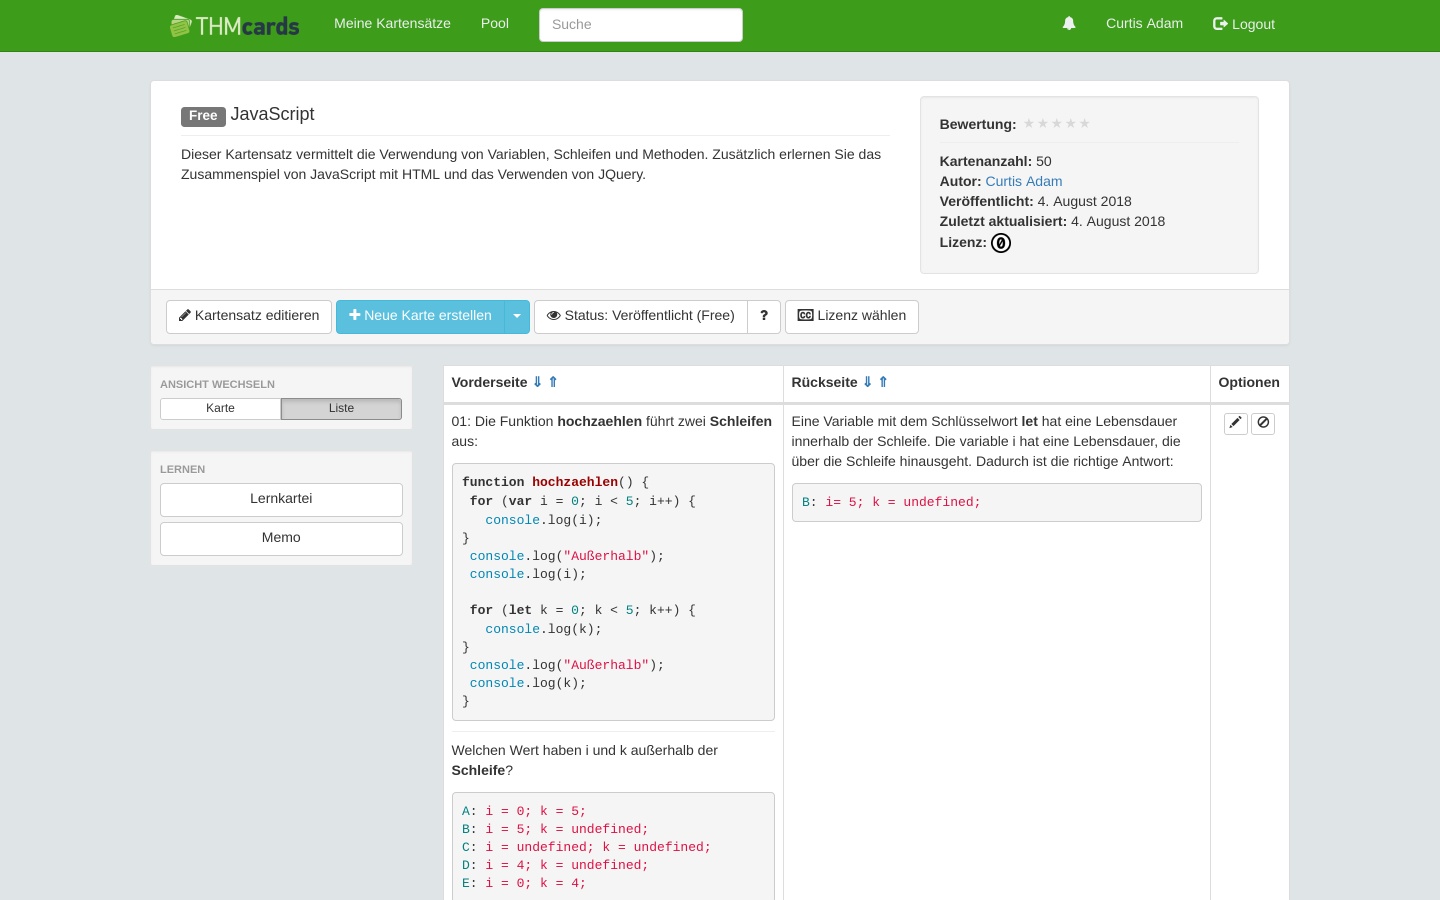 THMcards
Meine Kartensätze
Pool
Suche
Curtis Adam
Logout
Free JavaScript
Dieser Kartensatz vermittelt die Verwendung von Variablen, Schleifen und Methoden. Zusätzlich erlernen Sie das
Zusammenspiel von JavaScript mit HTML und das Verwenden von JQuery.
Bewertung:
Kartenanzahl: 50
Autor: Curtis Adam
Veröffentlicht: 4. August 2018
Zuletzt aktualisiert: 4. August 2018
Lizenz: 0
Kartensatz editieren
Neue Karte erstellen
Status: Veröffentlicht (Free)
?
Lizenz wählen
ANSICHT WECHSELN
Karte
Liste
LERNEN
Lernkartei
Memo
Vorderseite ⇓ ⇑
Rückseite ⇓ ⇑
Optionen
01: Die Funktion hochzaehlen führt zwei Schleifen
aus:
function hochzaehlen() {
for (var i = 0; i < 5; i++) {
console.log(i);
}
console.log("Außerhalb");
console.log(i);
for (let k = 0; k < 5; k++) {
console.log(k);
}
console.log("Außerhalb");
console.log(k);
}
Welchen Wert haben i und k außerhalb der
Schleife?
A: i = 0; k = 5;
B: i = 5; k = undefined;
C: i = undefined; k = undefined;
D: i = 4; k = undefined;
E: i = 0; k = 4;
Eine Variable mit dem Schlüsselwort let hat eine Lebensdauer
innerhalb der Schleife. Die variable i hat eine Lebensdauer, die
über die Schleife hinausgeht. Dadurch ist die richtige Antwort:
B: i= 5; k = undefined;